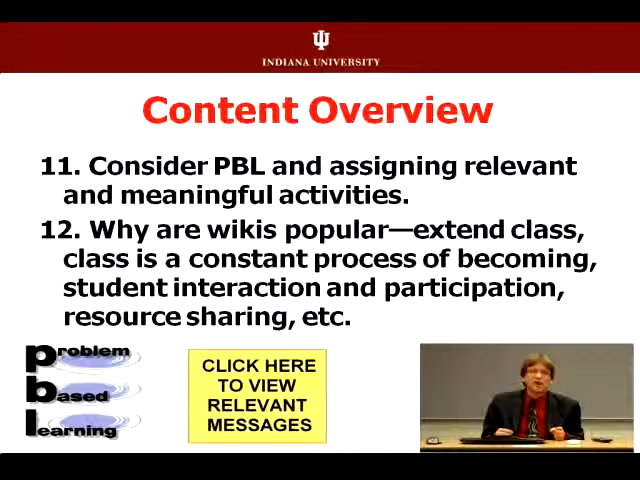 INDIANA UNIVERSITY
Content Overview
11. Consider PBL and assigning relevant
and meaningful activities.
12. Why are wikis popular—extend class,
class is a constant process of becoming,
student interaction and participation,
resource sharing, etc.
problem
based
learning
CLICK HERE
TO VIEW
RELEVANT
MESSAGES